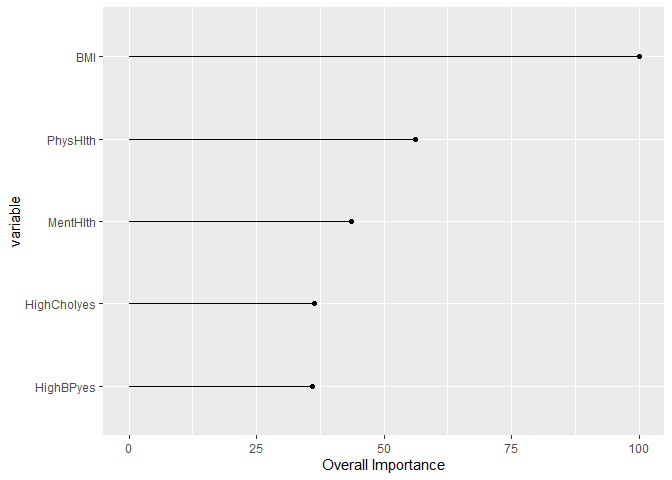 BMI
PhysHlth
MentHlth
HighCholyes
HighBPyes
variable
0 25 50 75 100
Overall Importance